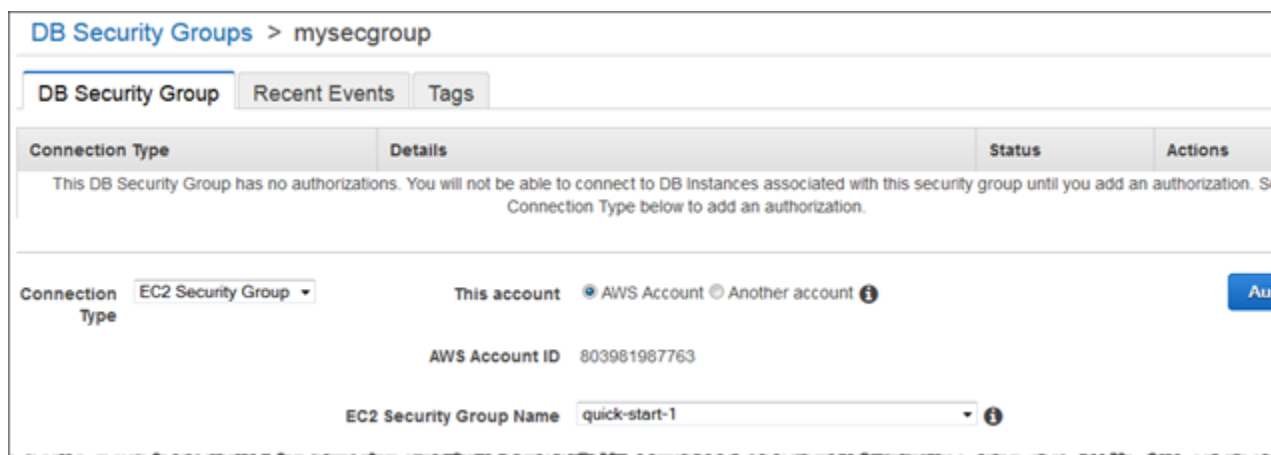 DB Security Groups > mysecgroup
DB Security Group Recent Events Tags
Connection Type Details Status Actions
This DB Security Group has no authorizations. You will not be able to connect to DB Instances associated with this security group until you add an authorization.
Connection Type below to add an authorization.
Connection Type EC2 Security Group This account AWS Account Another account
AWS Account ID 803981987763
EC2 Security Group Name quick-start-1